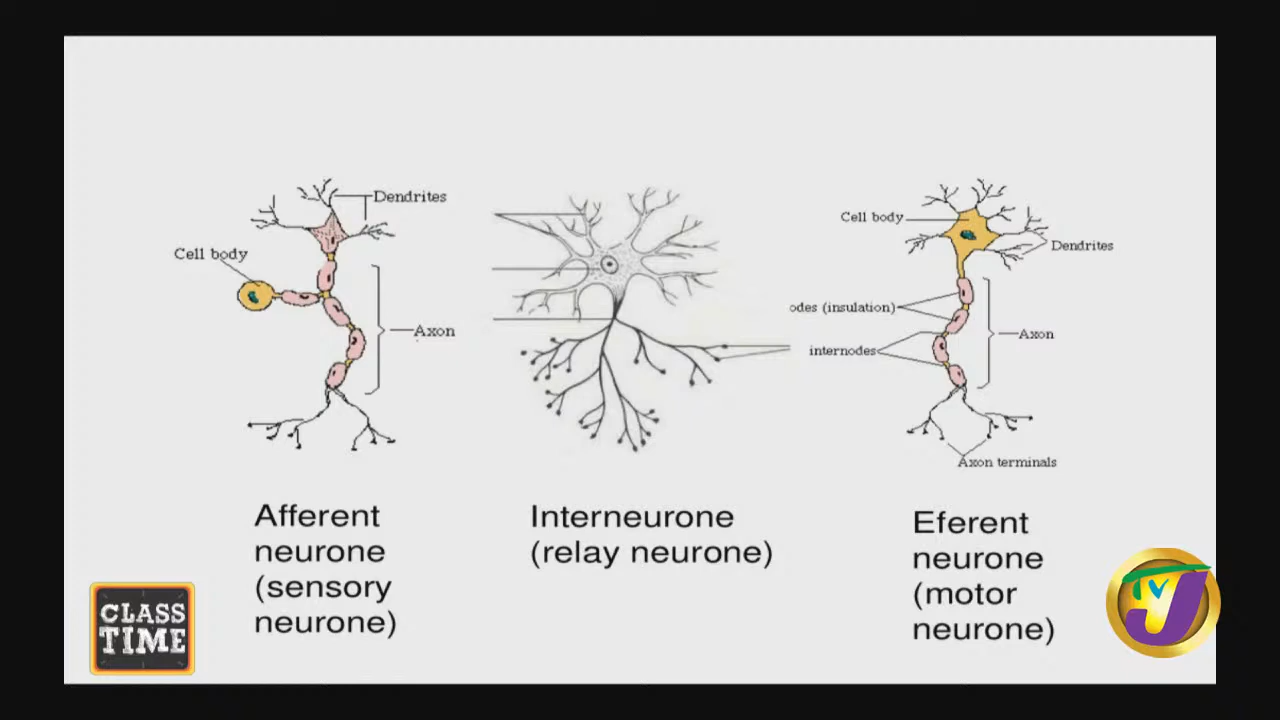 Dendrites
Cell body
Axon
Cell body
Dendrites
odes (insulation)
internodes
Axon
Axon terminals
Afferent
neurone
(sensory
neurone)
Interneurone
(relay neurone)
Eferent
neurone
(motor
neurone)
CLASS
TIME
TVJ